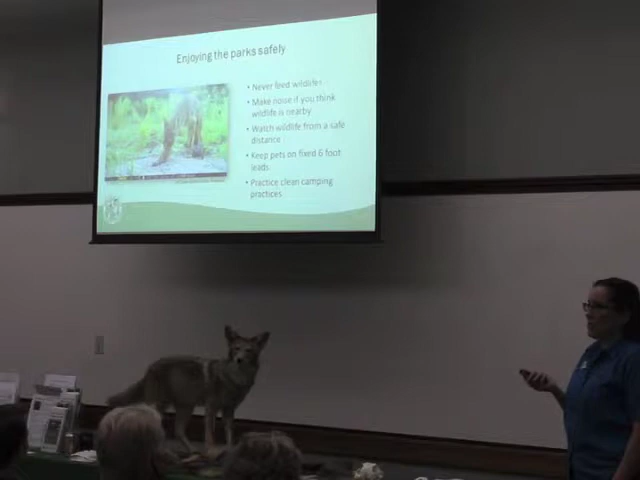 Enjoying the parks safely
• Never feed wildlife.
• Make noise if you think
wildlife is nearby
• Watch wildlife from a safe
distance
• Keep pets on fixed 6 foot
leads.
• Practice clean camping
practices